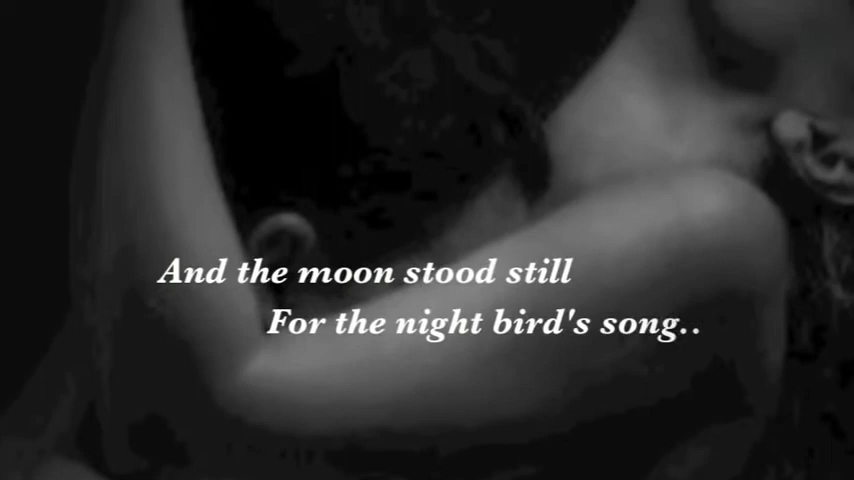 And the moon stood still
For the night bird's song..